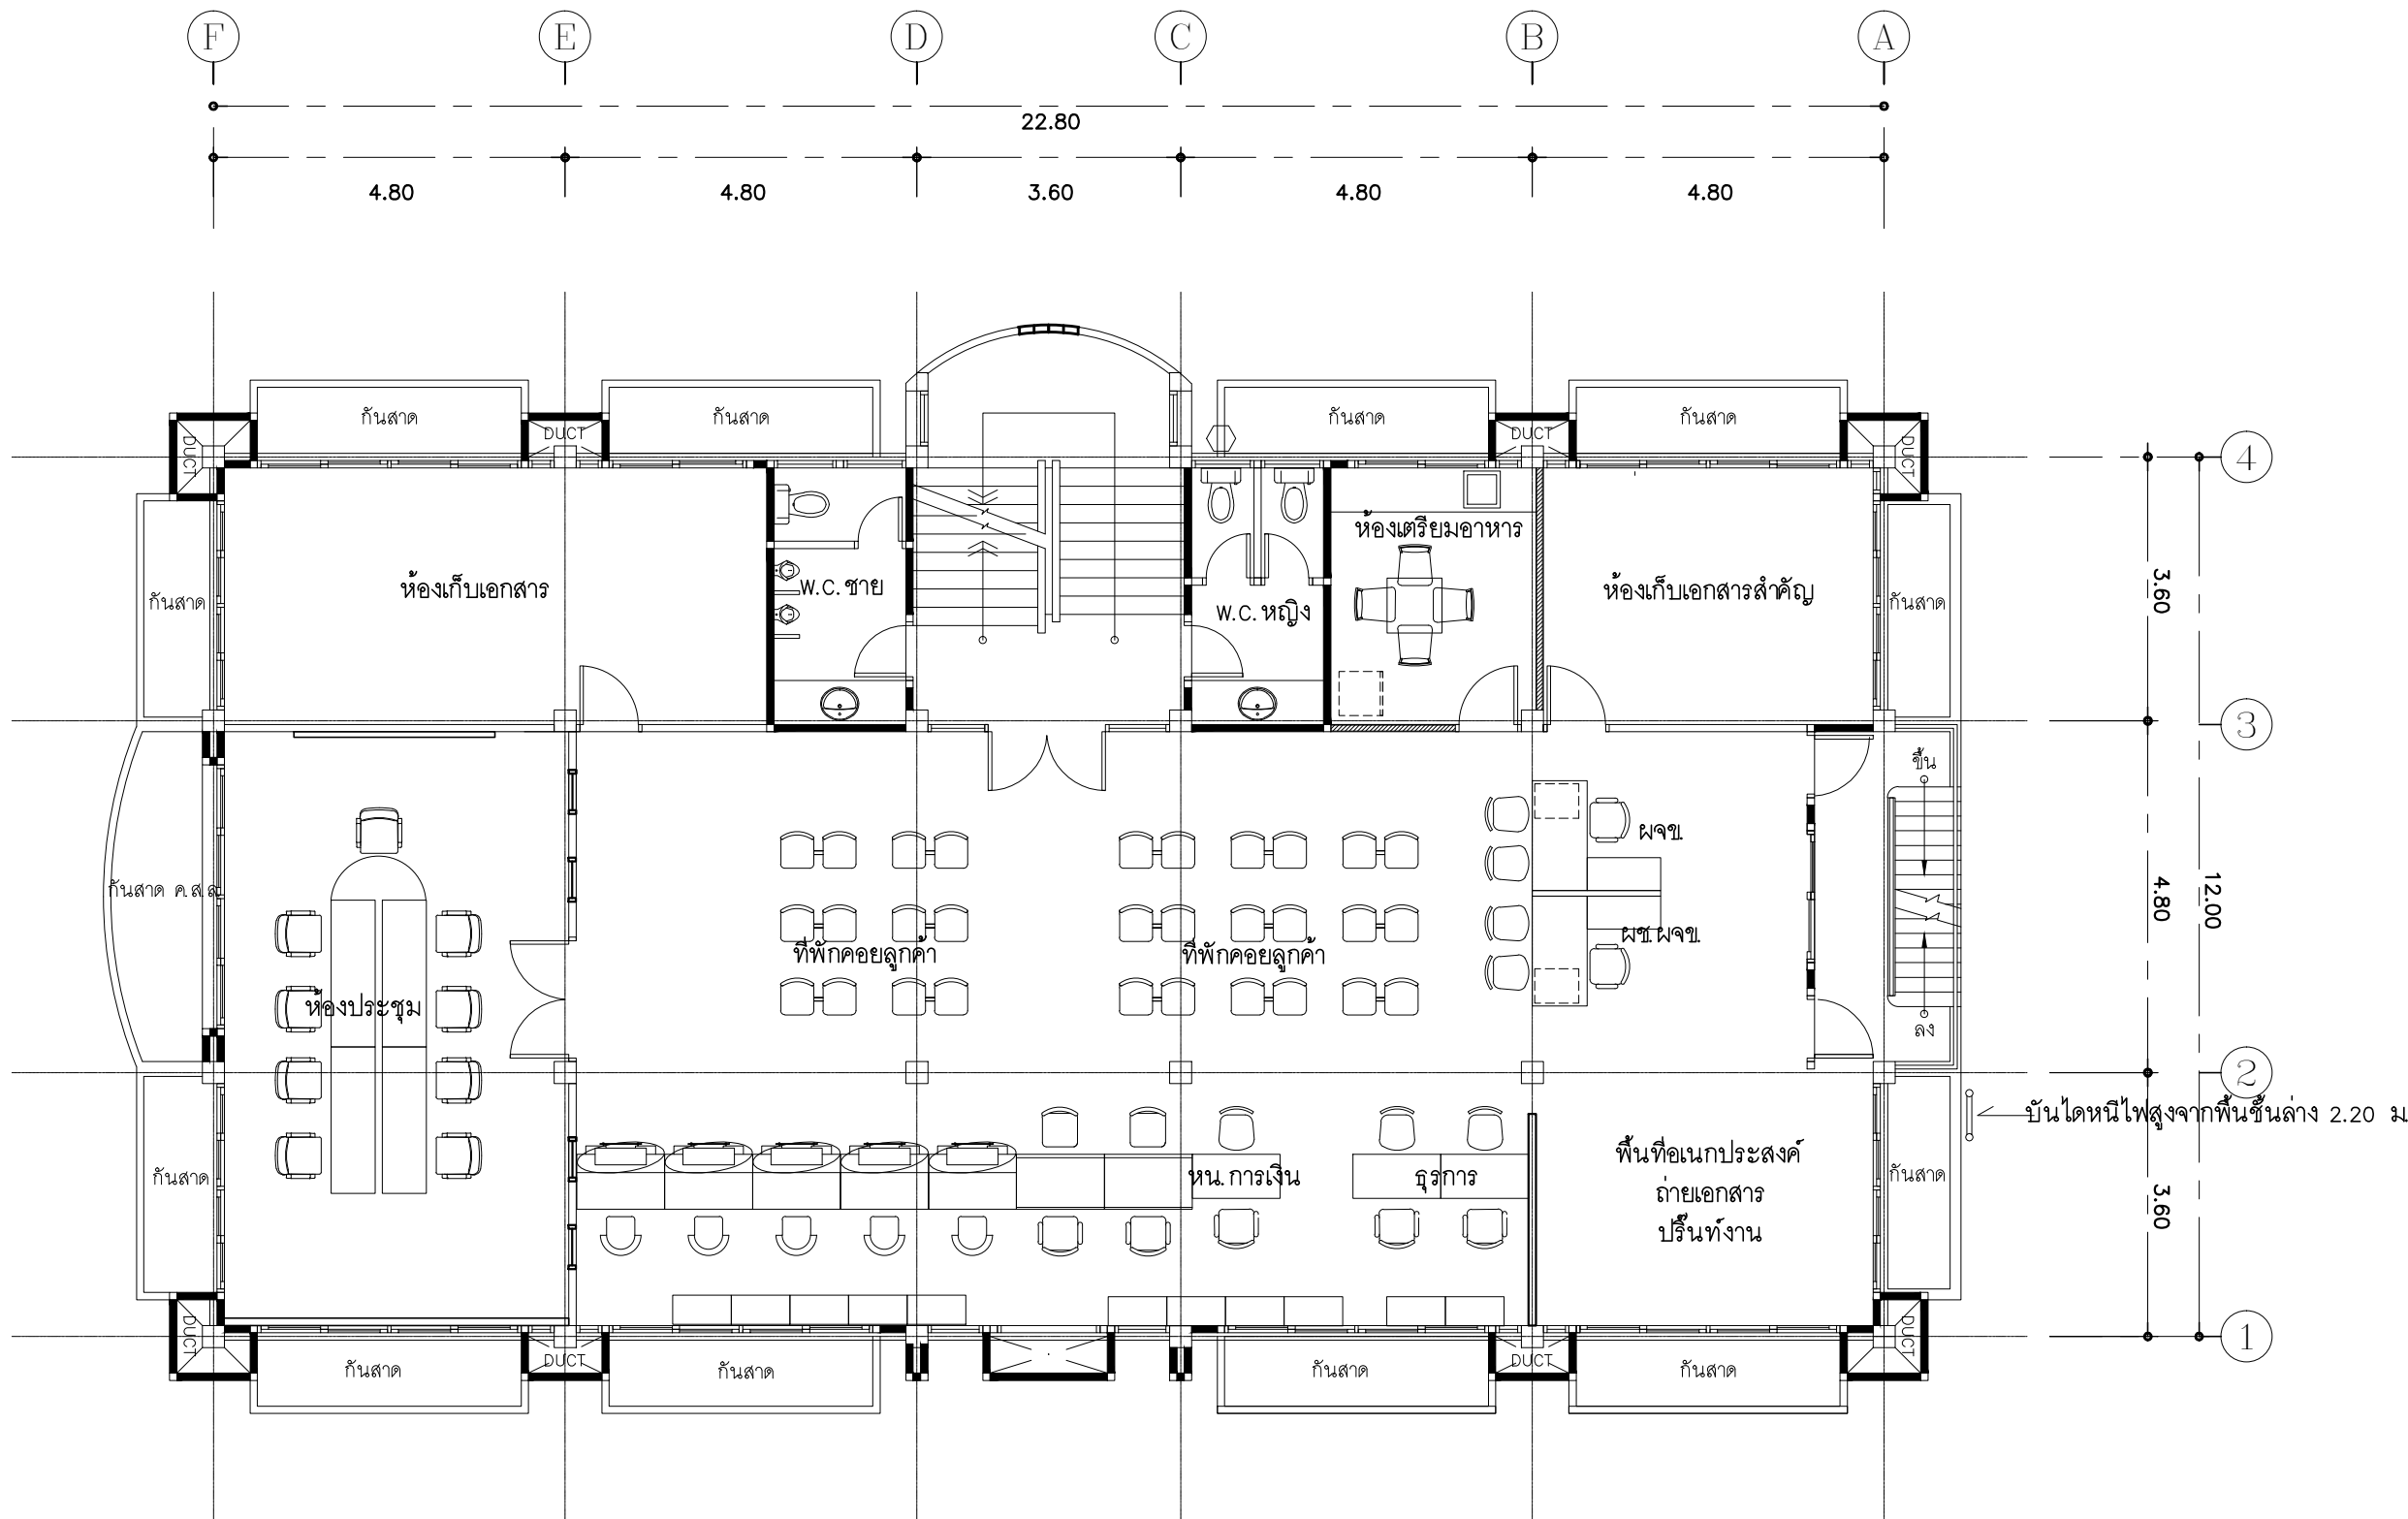 F E D C B A
22.80
4.80 4.80 3.60 4.80 4.80
กันสาด กันสาด กันสาด กันสาด
DUCT DUCT DUCT DUCT
4
ห้องเตรียมอาหาร
ห้องเก็บเอกสาร
W.C. ชาย
W.C. หญิง
ห้องเก็บเอกสารสำคัญ
กันสาด กันสาด
3.60
3
ขึ้น
ผจข.
กันสาด ค.ส.ล.
4.80
12.00
ผช.ผจข.
ที่พักคอยลูกค้า ที่พักคอยลูกค้า
ห้องประชุม
ลง
2
บันไดหนีไฟสูงจากพื้นชั้นล่าง 2.20 ม.
พื้นที่อเนกประสงค์
ถ่ายเอกสาร
ปริ๊นท์งาน
หน.การเงิน
ธุรการ
กันสาด กันสาด
3.60
1
DUCT DUCT DUCT DUCT
กันสาด กันสาด กันสาด กันสาด